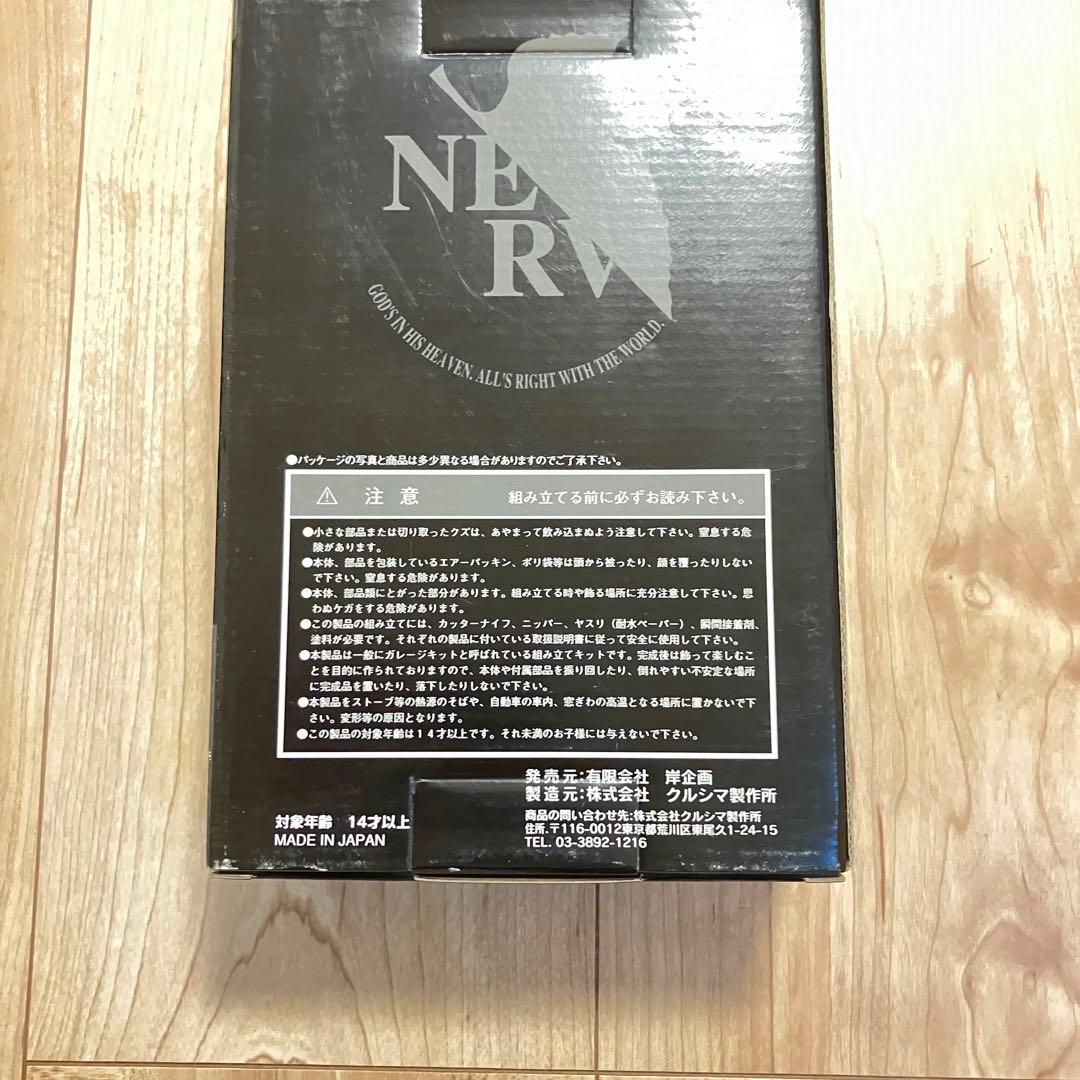 NE
RV
GOD'S IN HIS HEAVEN. ALL'S RIGHT WITH THE WORLD.
●パッケージの写真と商品は多少異なる場合がありますのでご了承下さい。
注意 組み立てる前に必ずお読み下さい。
●小さな部品または切り取ったクズは、あやまって飲み込まぬよう注意して下さい。窒息する危
険があります。
●本体、部品を包装しているエアーパッキン、ポリ袋等は頭から被ったり、顔を覆ったりしない
で下さい。窒息する危険があります。
●本体、部品類にとがった部分があります。組み立てる時や飾る場所に充分注意して下さい。思
わぬケガをする危険があります。
●この製品の組み立てには、カッターナイフ、ニッパー、ヤスリ（耐水ペーパー）、瞬間接着剤、
塗料が必要です。それぞれの製品に付いている取扱説明書に従って安全に使用して下さい。
●本製品は一般にガレージキットと呼ばれている組み立てキットです。完成後は飾って楽しむこ
とを目的に作られておりますので、本体や付属部品を振り回したり、倒れやすい不安定な場所
に完成品を置いたり、落下したりしないで下さい。
●本製品をストーブ等の熱源のそばや、自動車の車内、窓ぎわの高温となる場所に置かないで下
さい。変形等の原因となります。
●この製品の対象年齢は１４才以上です。それ未満のお子様には与えないで下さい。
発売元：有限会社 岸企画
製造元：株式会社 クルシマ製作所
商品の問い合わせ先：株式会社クルシマ製作所
住所．〒116-0012東京都荒川区東尾久1-24-15
TEL. 03-3892-1216
対象年齢 14才以上
MADE IN JAPAN